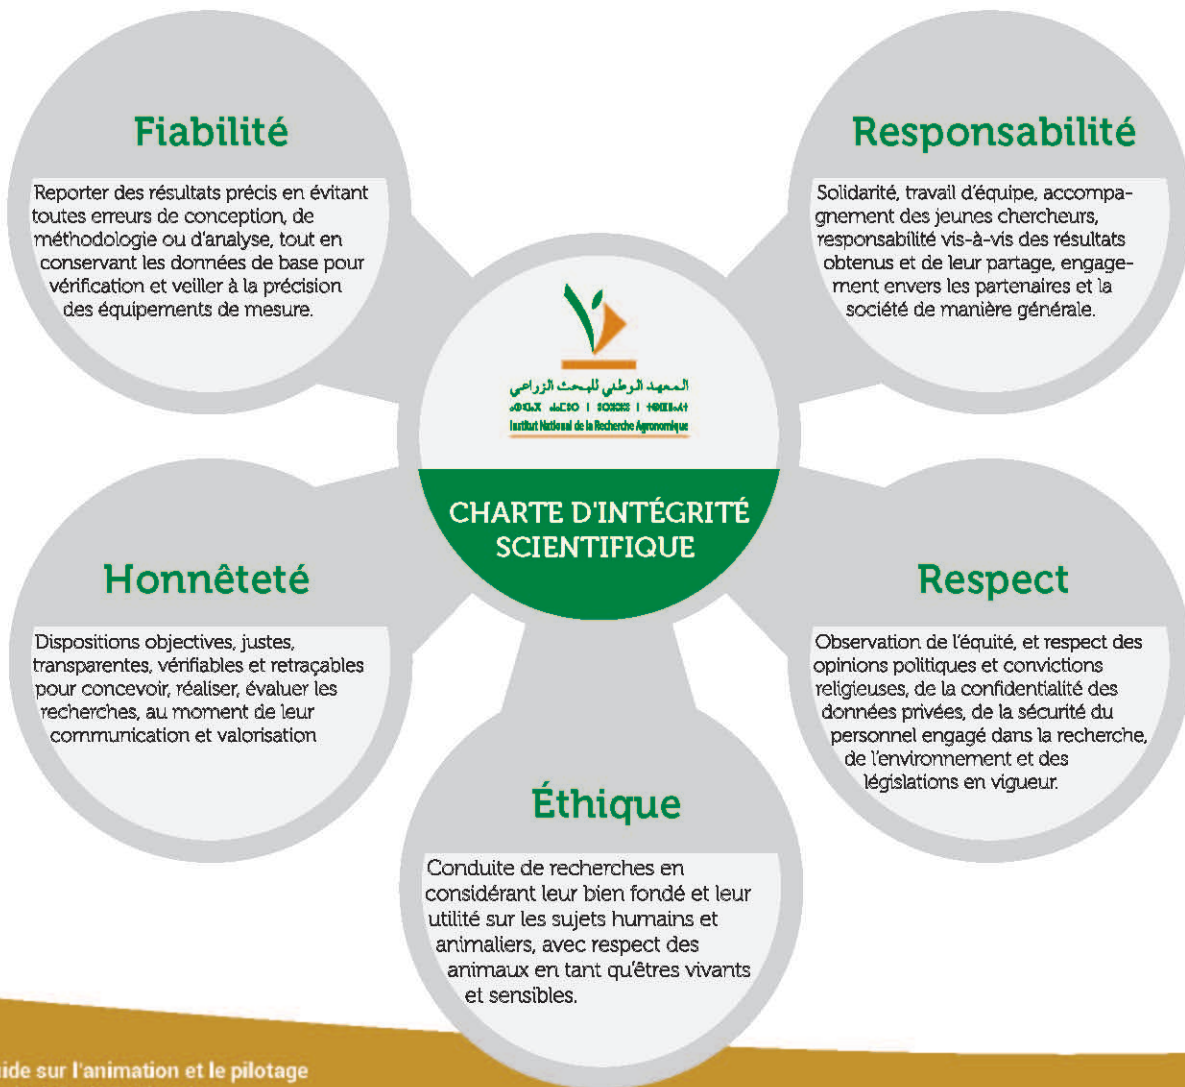 Fiabilité
Reporter des résultats précis en évitant
toutes erreurs de conception, de
méthodologie ou d'analyse, tout en
conservant les données de base pour
vérification et veiller à la précision
des équipements de mesure.
Responsabilité
Solidarité, travail d'équipe, accompa-
gnement des jeunes chercheurs,
responsabilité vis-à-vis des résultats
obtenus et de leur partage, engage-
ment envers les partenaires et la
société de manière générale.
المعهد الوطني للبحث الزراعي
Institut National de la Recherche Agronomique
CHARTE D'INTÉGRITÉ
SCIENTIFIQUE
Honnêteté
Dispositions objectives, justes,
transparentes, vérifiables et retraçables
pour concevoir, réaliser, évaluer les
recherches, au moment de leur
communication et valorisation
Respect
Observation de l'équité, et respect des
opinions politiques et convictions
religieuses, de la confidentialité des
données privées, de la sécurité du
personnel engagé dans la recherche,
de l'environnement et des
législations en vigueur.
Éthique
Conduite de recherches en
considérant leur bien fondé et leur
utilité sur les sujets humains et
animaliers, avec respect des
animaux en tant qu'êtres vivants
et sensibles.
ide sur l'animation et le pilotage